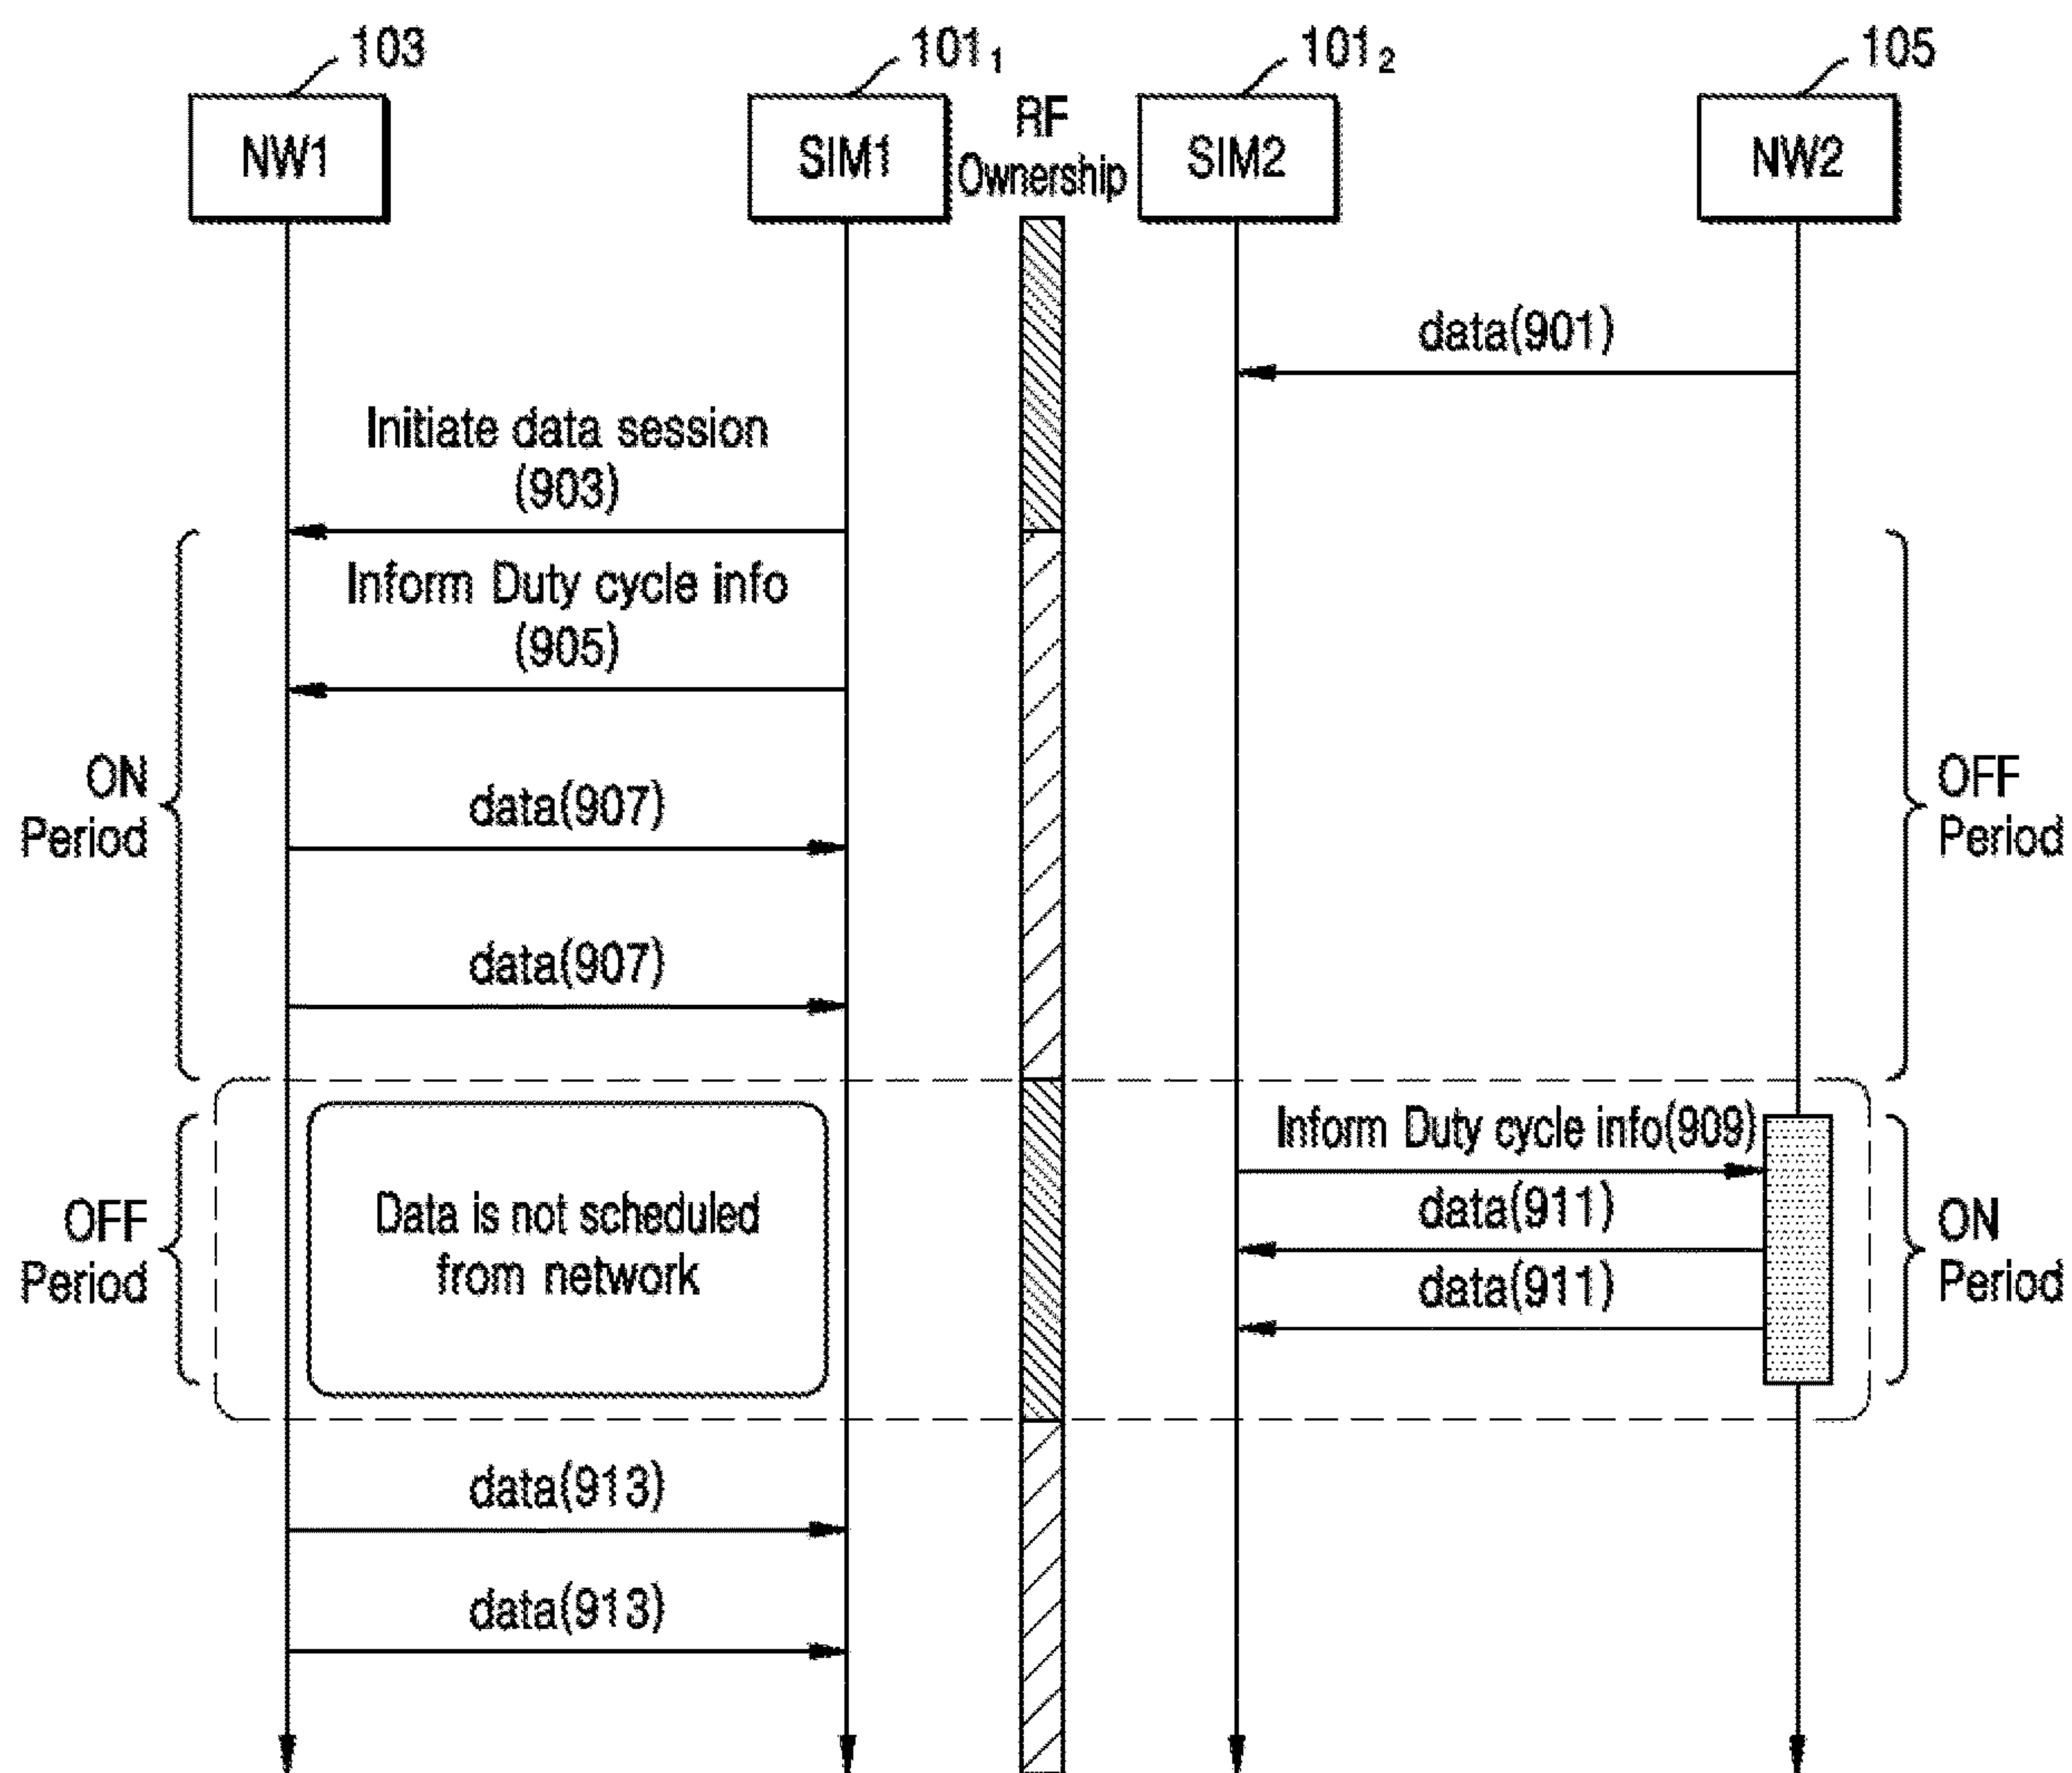 103
101₁
101₂
105
NW1
SIM1
RF
Ownership
SIM2
NW2
data(901)
Initiate data session
(903)
Inform Duty cycle info
(905)
ON
Period
data(907)
OFF
Period
data(907)
Inform Duty cycle info(909)
OFF
Period
Data is not scheduled
from network
data(911)
data(911)
ON
Period
data(913)
data(913)